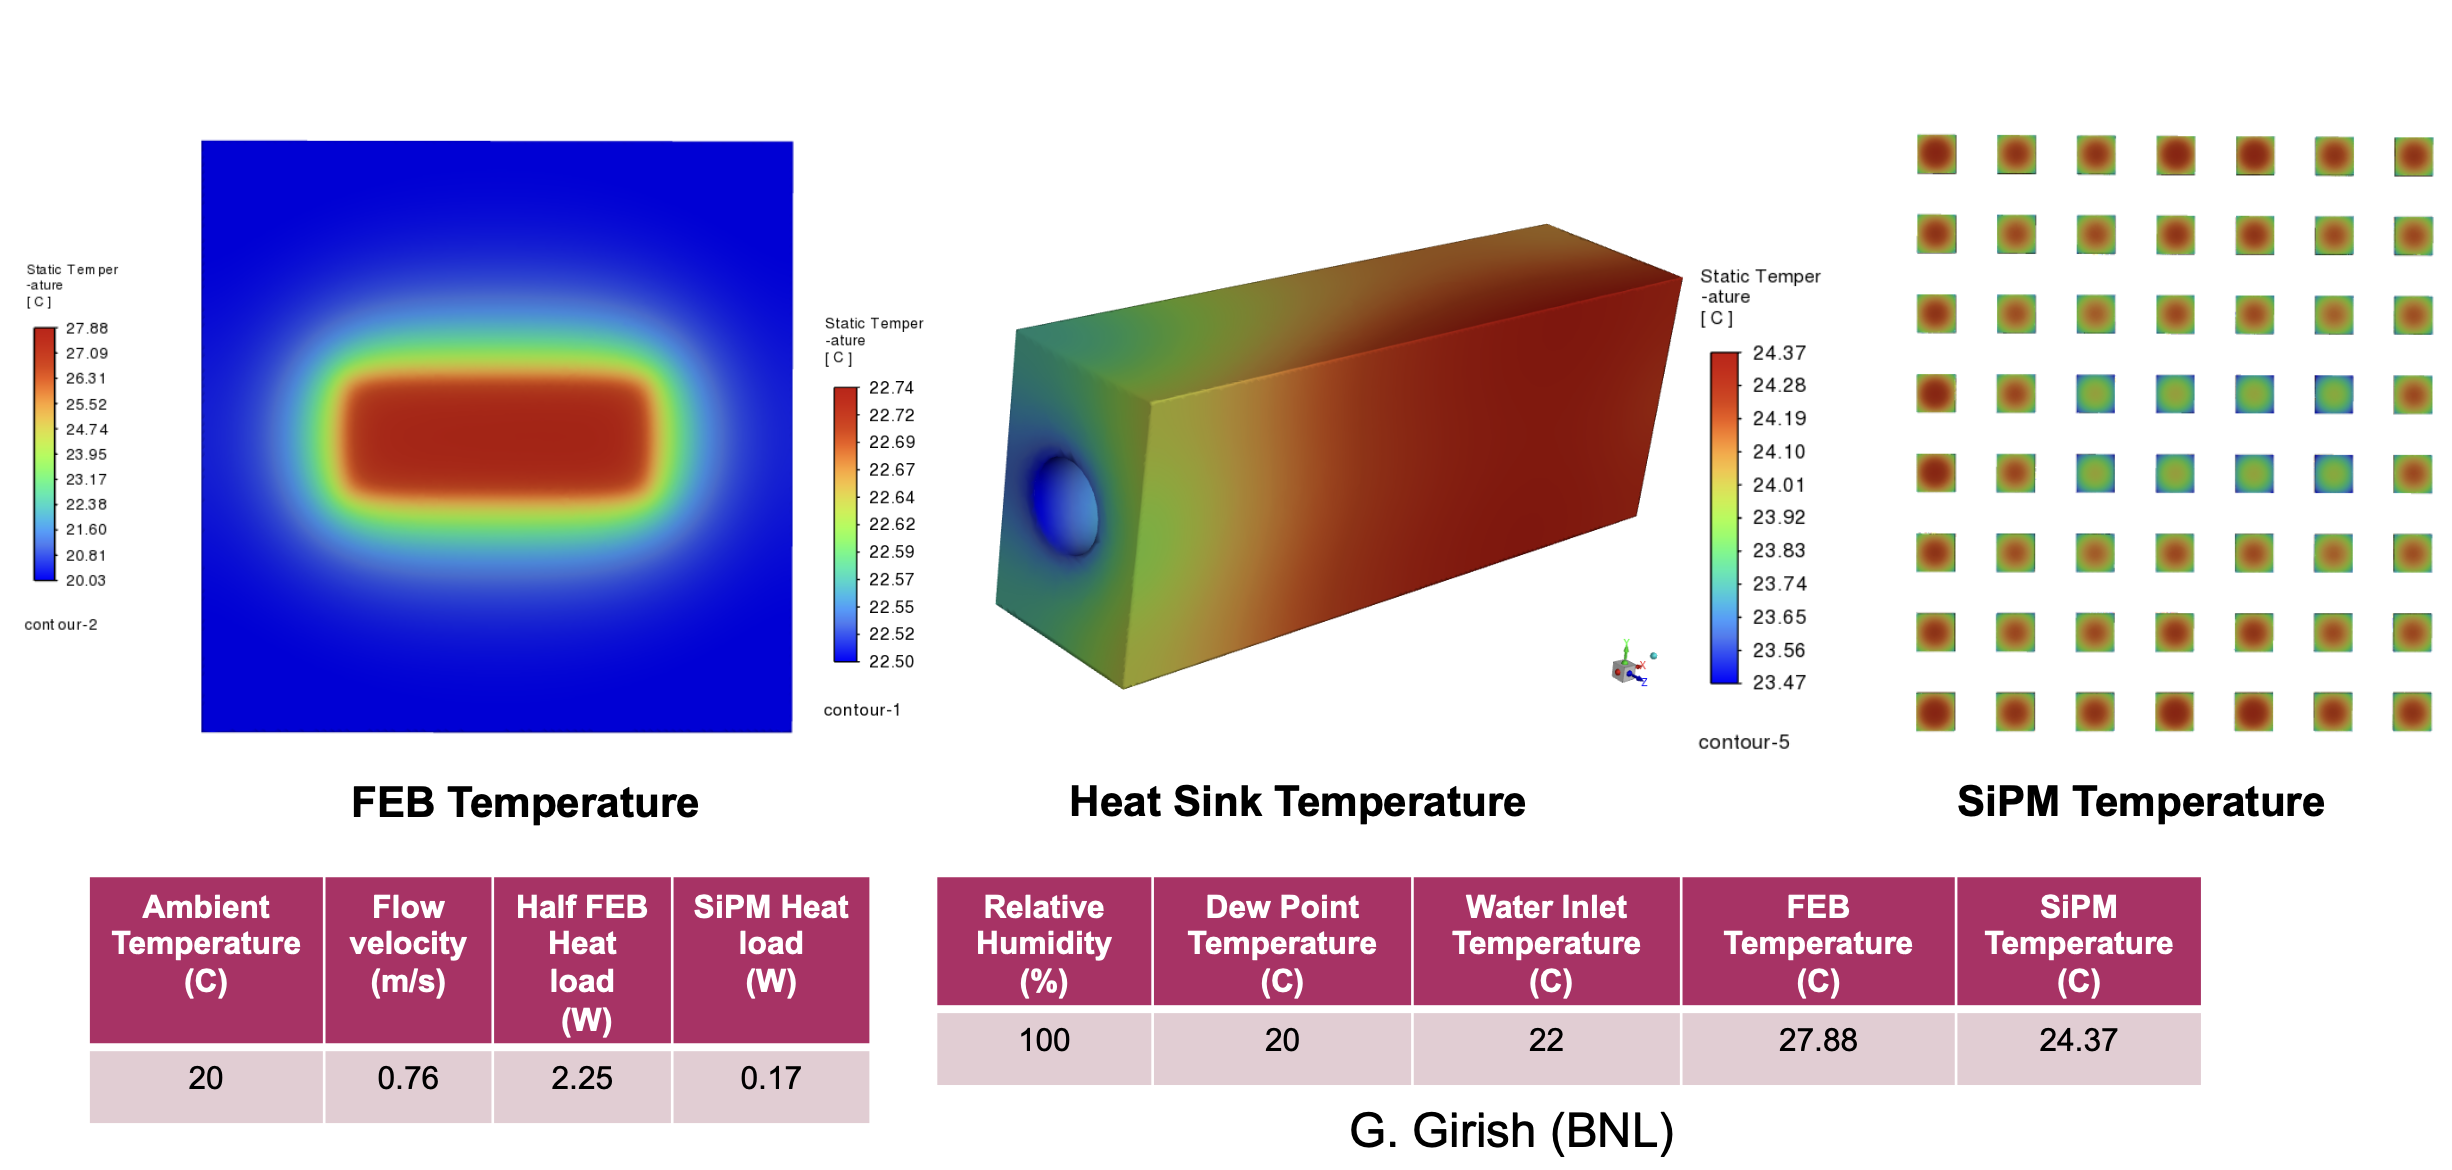 Static Temper
-ature
[ C ]
27.88
27.09
26.31
25.52
24.74
23.95
23.17
22.38
21.60
20.81
20.03
contour-2
FEB Temperature
Static Temper
-ature
[ C ]
22.74
22.72
22.69
22.67
22.64
22.62
22.59
22.57
22.55
22.52
22.50
contour-1
Y
X
Z
Heat Sink Temperature
Static Temper
-ature
[ C ]
24.37
24.28
24.19
24.10
24.01
23.92
23.83
23.74
23.65
23.56
23.47
contour-5
SiPM Temperature
Ambient
Temperature
(C)
Flow
velocity
(m/s)
Half FEB
Heat
load
(W)
SiPM Heat
load
(W)
20
0.76
2.25
0.17
Relative
Humidity
(%)
Dew Point
Temperature
(C)
Water Inlet
Temperature
(C)
FEB
Temperature
(C)
SiPM
Temperature
(C)
100
20
22
27.88
24.37
G. Girish (BNL)